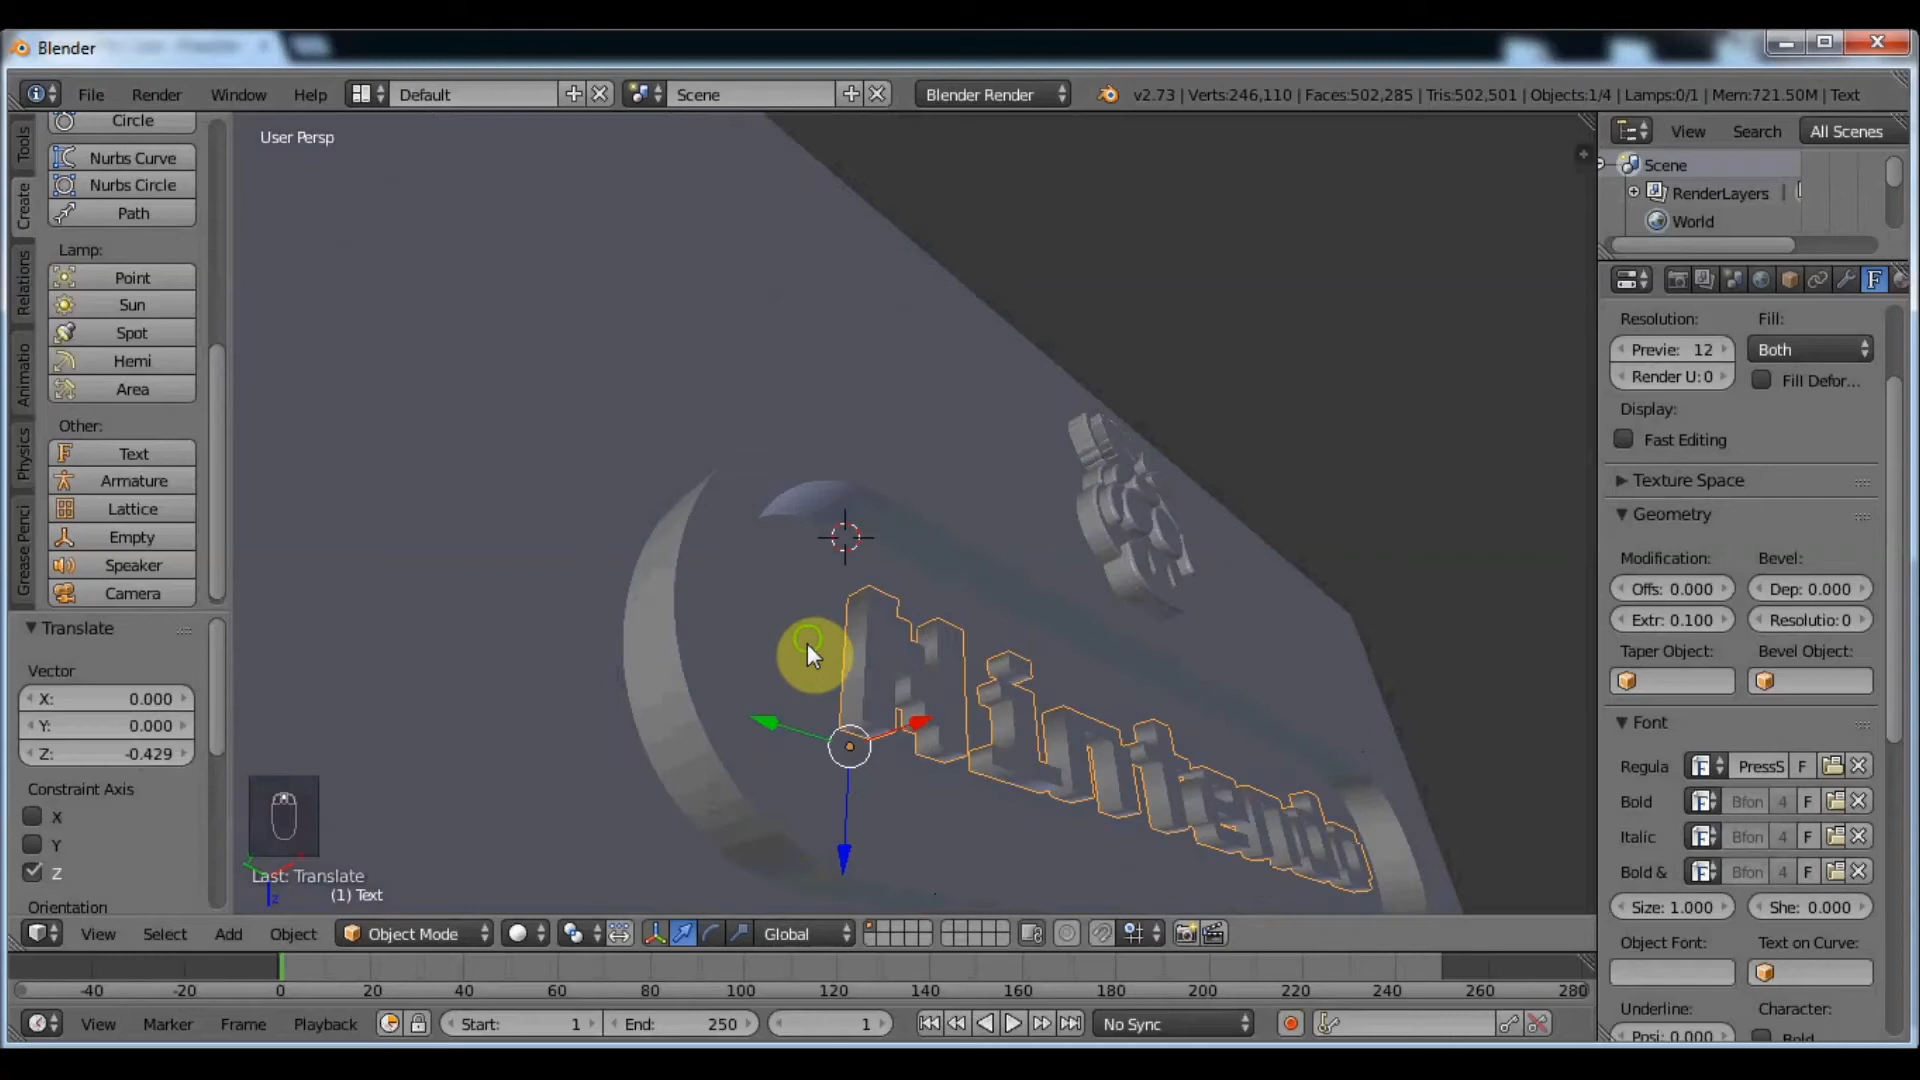 Blender
File Render Window Help Default Scene Blender Render v2.73 | Verts:246,110 | Faces:502,285 | Tris:502,501 | Objects:1/4 | Lamps:0/1 | Mem:721.50M | Text
Tools
Create
Relations
Animatio
Physics
Grease Penci
Circle
Nurbs Curve
Nurbs Circle
Path
Lamp:
Point
Sun
Spot
Hemi
Area
Other:
Text
Armature
Lattice
Empty
Speaker
Camera
Translate
Vector
X: 0.000
Y: 0.000
Z: -0.429
Constraint Axis
X
Y
Z
Orientation
User Persp
Last: Translate
(1) Text
View Search All Scenes
Scene
RenderLayers
World
Resolution: Fill:
Previe: 12 Both
Render U: 0 Fill Defor...
Display:
Fast Editing
Texture Space
Geometry
Modification: Bevel:
Offs: 0.000 Dep: 0.000
Extr: 0.100 Resolutio: 0
Taper Object: Bevel Object:
Font
Regula PressS F
Bold Bfon 4 F
Italic Bfon 4 F
Bold & Bfon 4 F
Size: 1.000 She: 0.000
Object Font: Text on Curve:
Underline: Character:
Posi: 0.000 Bold
View Select Add Object Object Mode Global
-40 -20 0 20 40 60 80 100 120 140 160 180 200 220 240 260 280
View Marker Frame Playback Start: 1 End: 250 1 No Sync